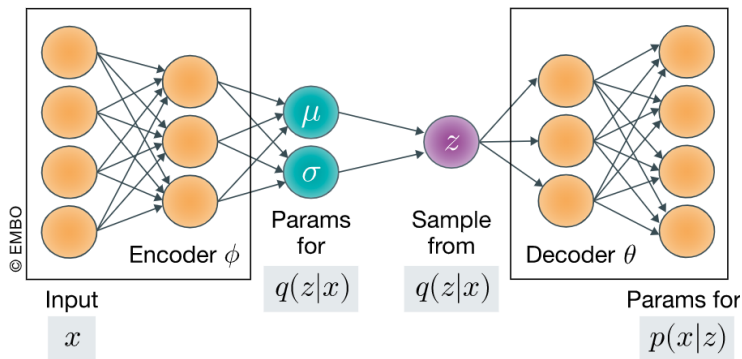 μ
σ
z
© EMBO
Encoder ϕ
Decoder θ
Params
for
q(z|x)
Sample
from
q(z|x)
Input
x
Params for
p(x|z)